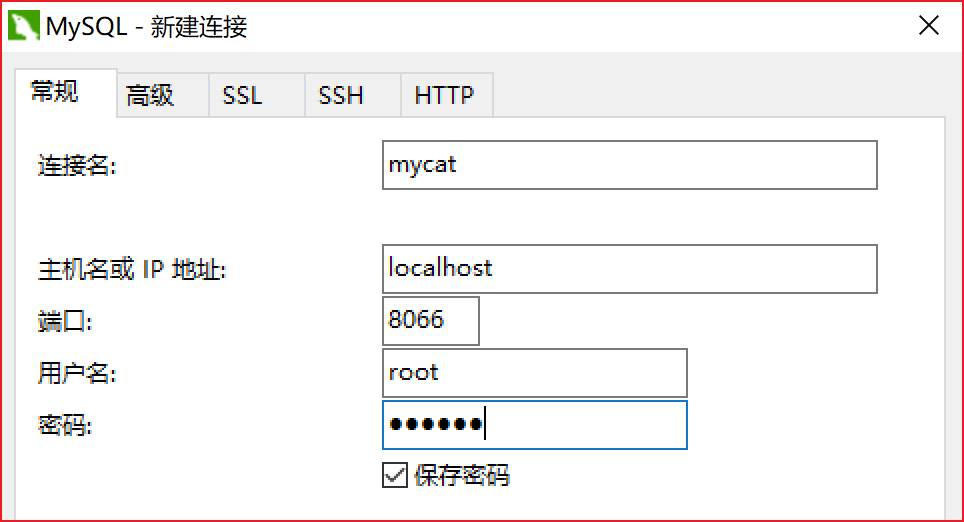 MySQL - 新建连接
常规 高级 SSL SSH HTTP
连接名: mycat
主机名或 IP 地址: localhost
端口: 8066
用户名: root
密码: ●●●●●●
保存密码